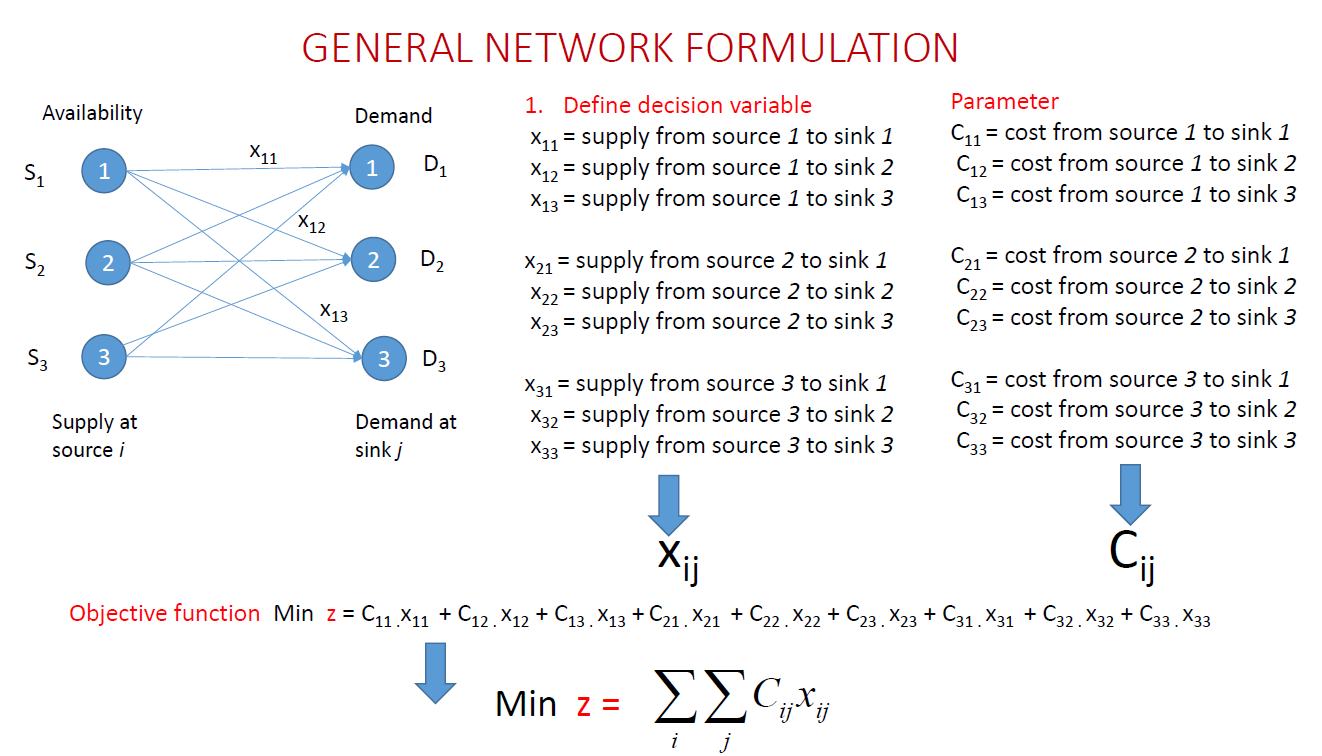 GENERAL NETWORK FORMULATION
Availability
Demand
S1
1
x11
1
D1
x12
S2
2
2
D2
x13
S3
3
3
D3
Supply at
source i
Demand at
sink j
1. Define decision variable
x11 = supply from source 1 to sink 1
x12 = supply from source 1 to sink 2
x13 = supply from source 1 to sink 3
x21 = supply from source 2 to sink 1
x22 = supply from source 2 to sink 2
x23 = supply from source 2 to sink 3
x31 = supply from source 3 to sink 1
x32 = supply from source 3 to sink 2
x33 = supply from source 3 to sink 3
xij
Parameter
C11 = cost from source 1 to sink 1
C12 = cost from source 1 to sink 2
C13 = cost from source 1 to sink 3
C21 = cost from source 2 to sink 1
C22 = cost from source 2 to sink 2
C23 = cost from source 2 to sink 3
C31 = cost from source 3 to sink 1
C32 = cost from source 3 to sink 2
C33 = cost from source 3 to sink 3
Cij
Objective function Min z = C11 . x11 + C12 . x12 + C13 . x13 + C21 . x21 + C22 . x22 + C23 . x23 + C31 . x31 + C32 . x32 + C33 . x33
Min z = ∑i ∑j Cij xij